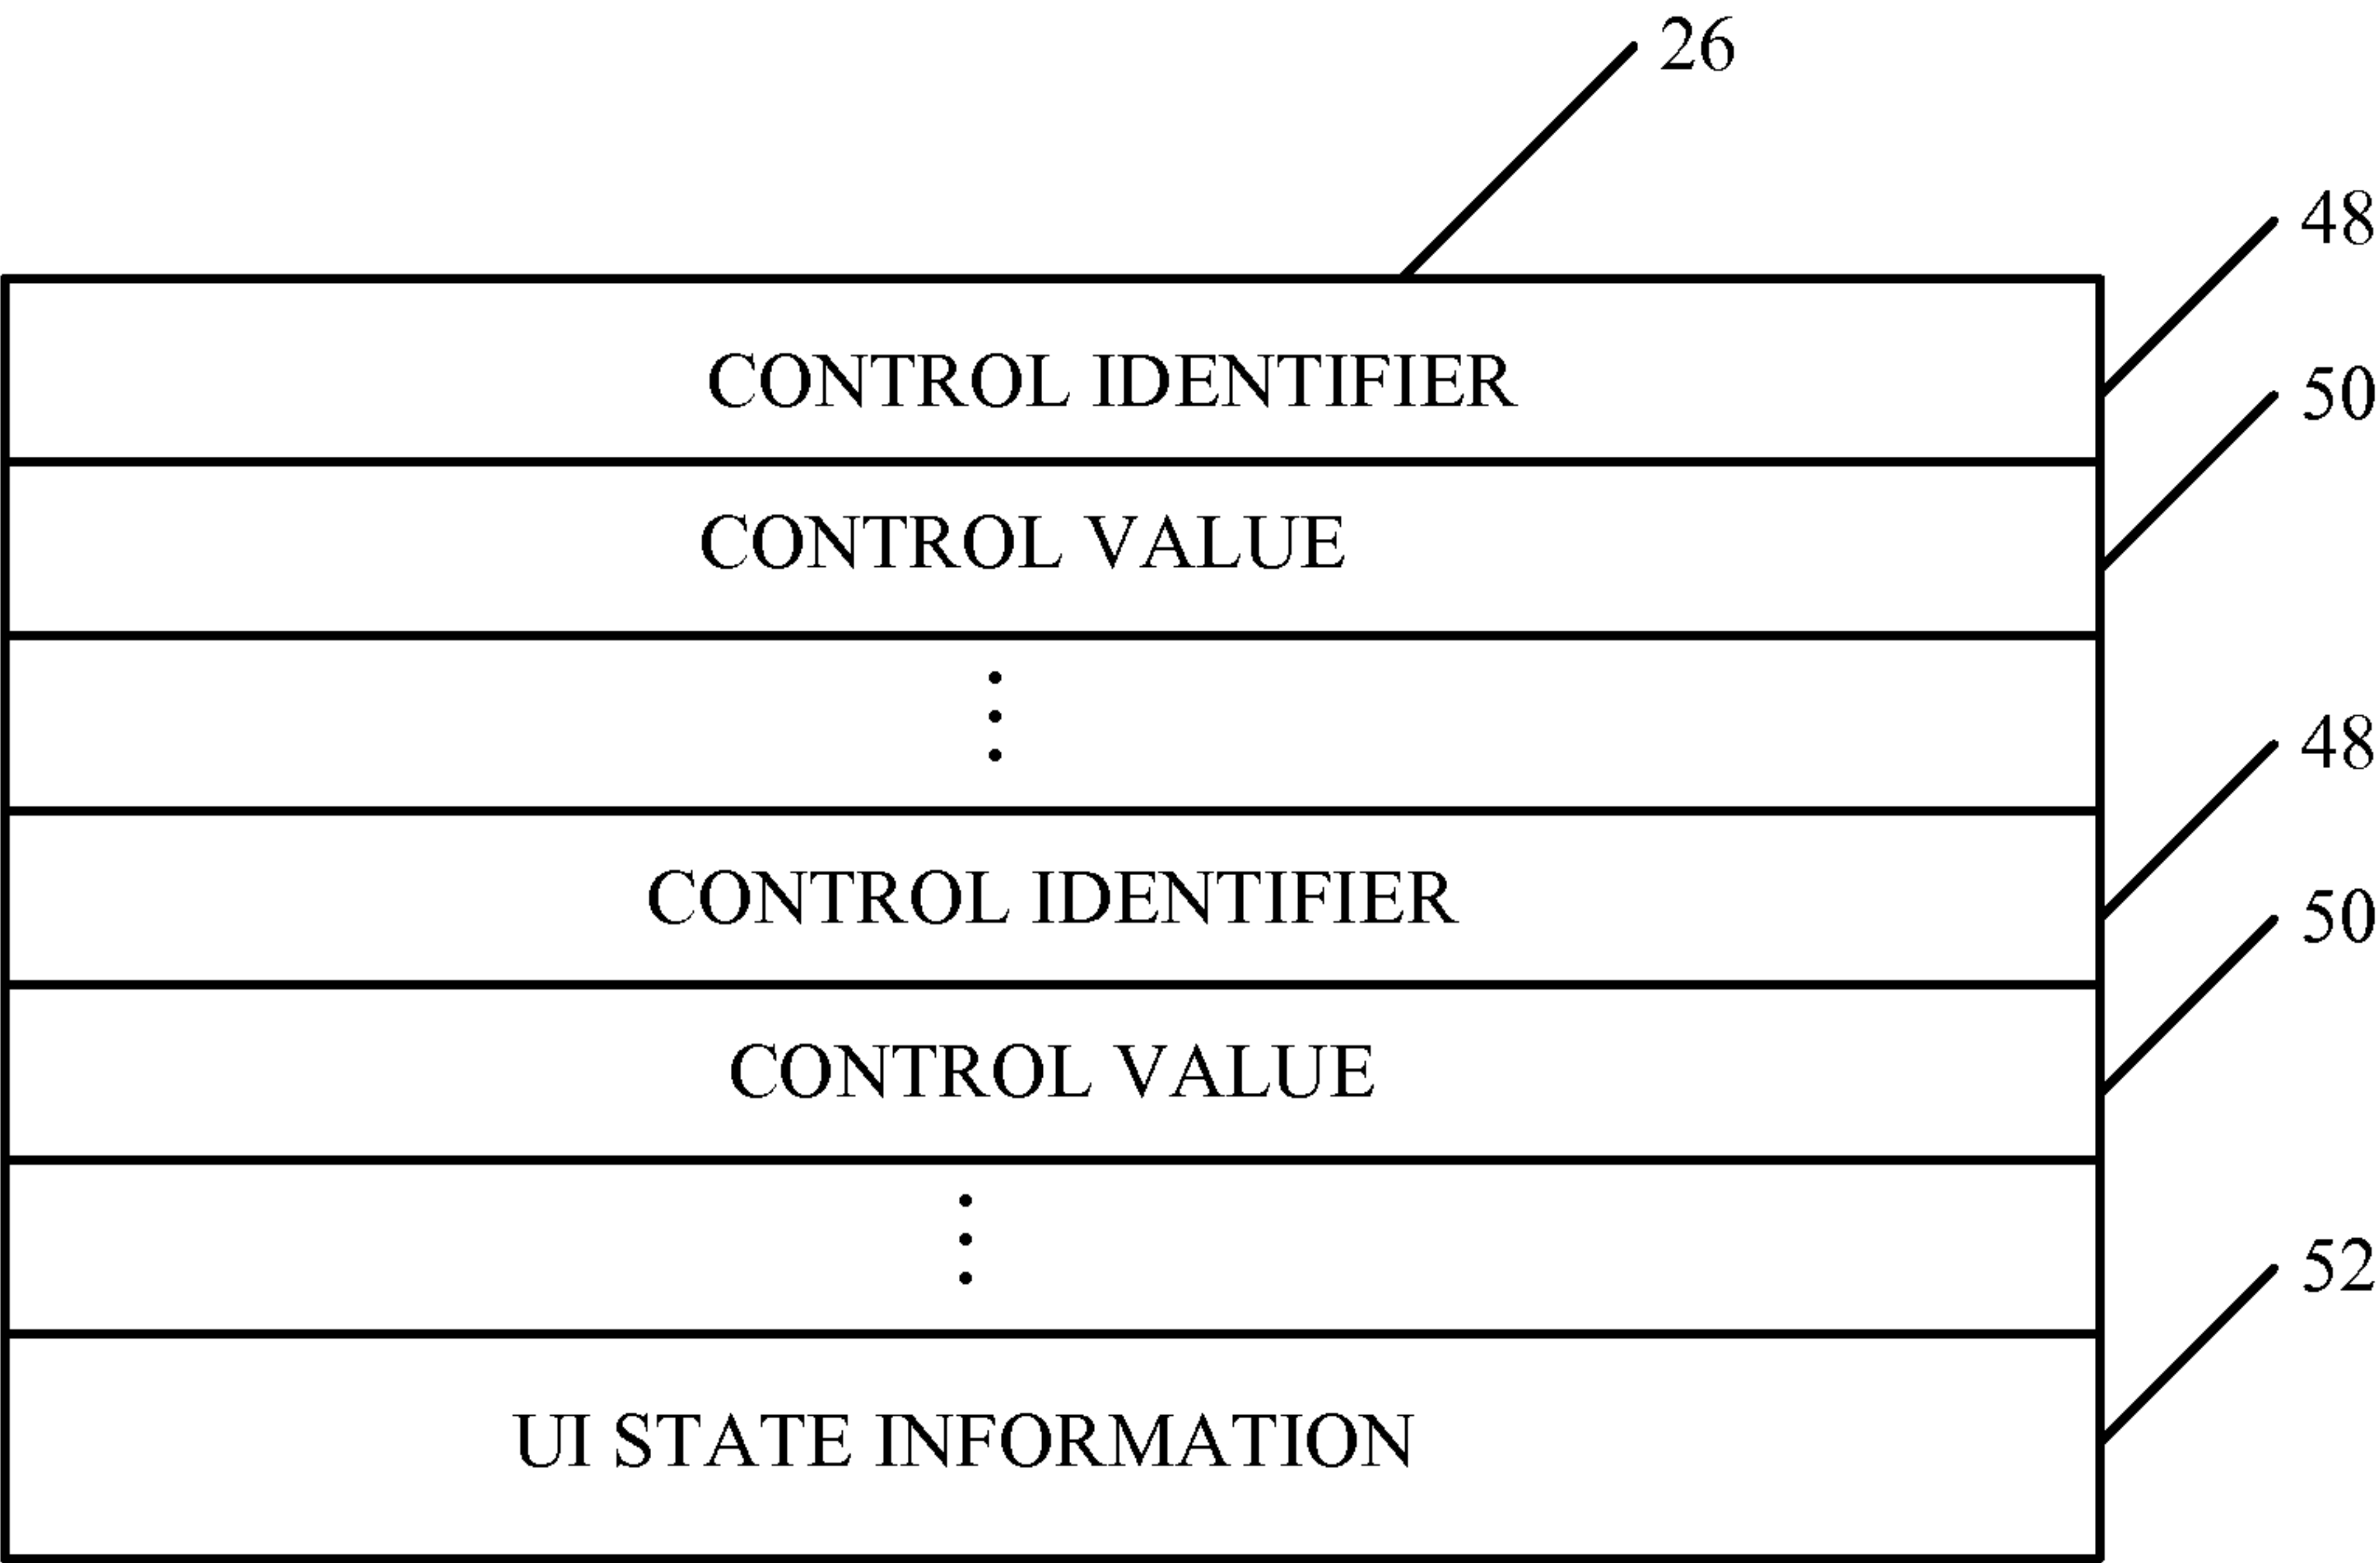 26
48
CONTROL IDENTIFIER
50
CONTROL VALUE
48
CONTROL IDENTIFIER
50
CONTROL VALUE
52
UI STATE INFORMATION